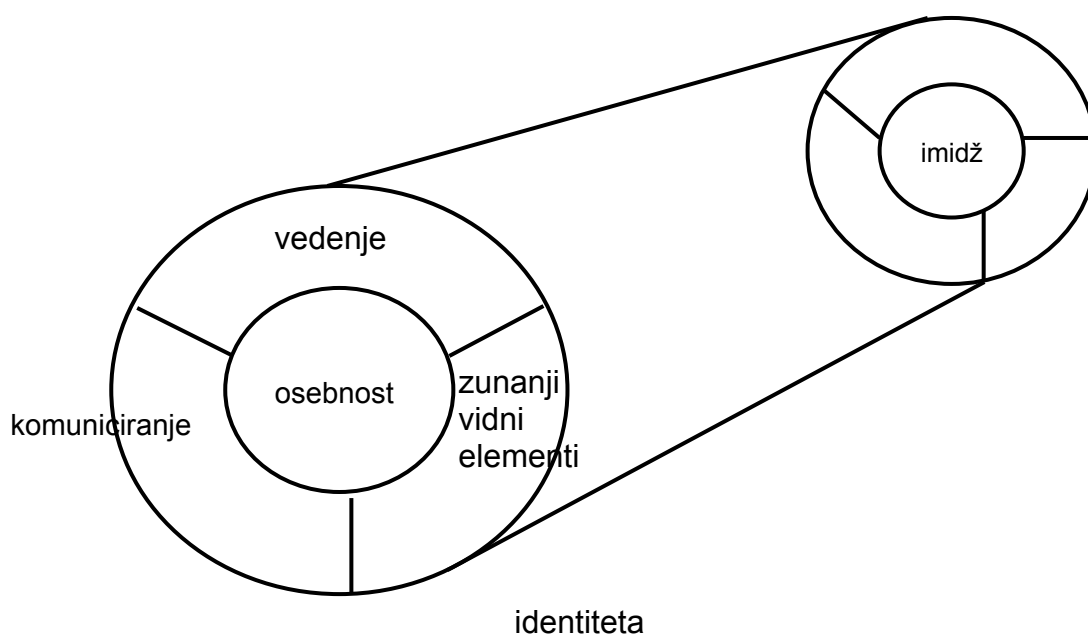 imidž
vedenje
osebnost
zunanji
vidni
elementi
komuniciranje
identiteta